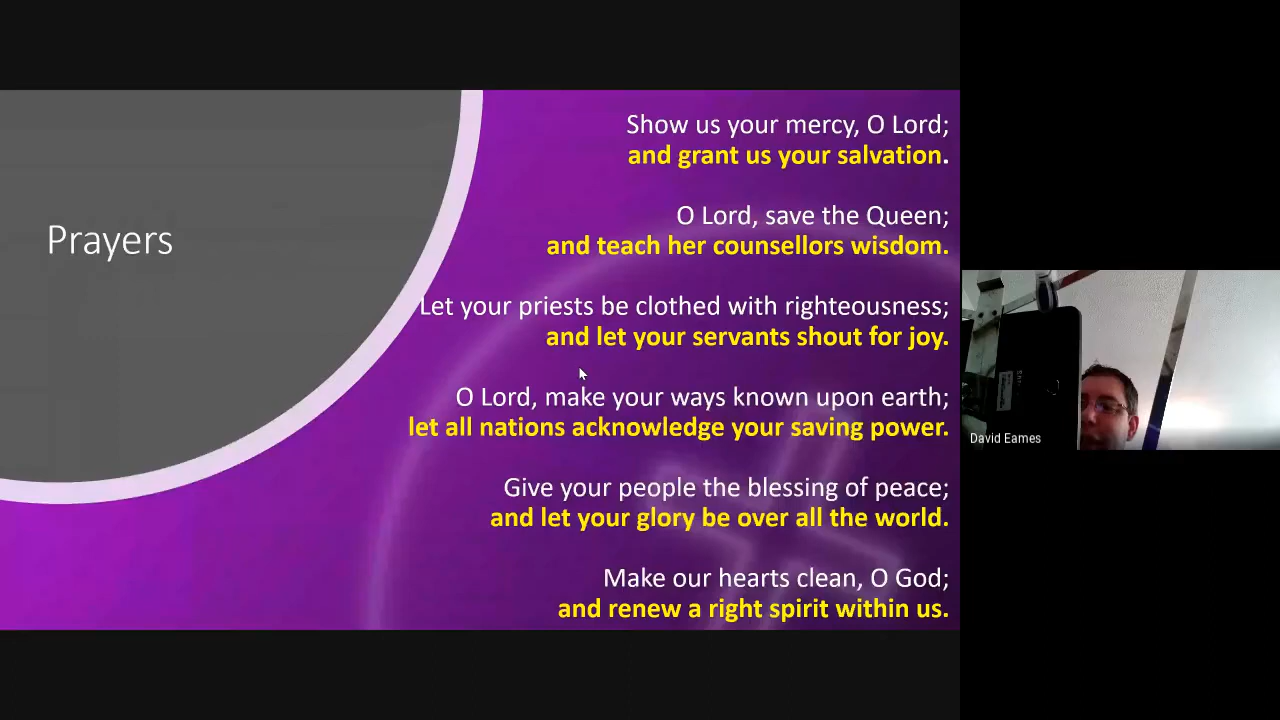 Prayers
Show us your mercy, O Lord;
and grant us your salvation.
O Lord, save the Queen;
and teach her counsellors wisdom.
Let your priests be clothed with righteousness;
and let your servants shout for joy.
O Lord, make your ways known upon earth;
let all nations acknowledge your saving power.
Give your people the blessing of peace;
and let your glory be over all the world.
Make our hearts clean, O God;
and renew a right spirit within us.
David Eames